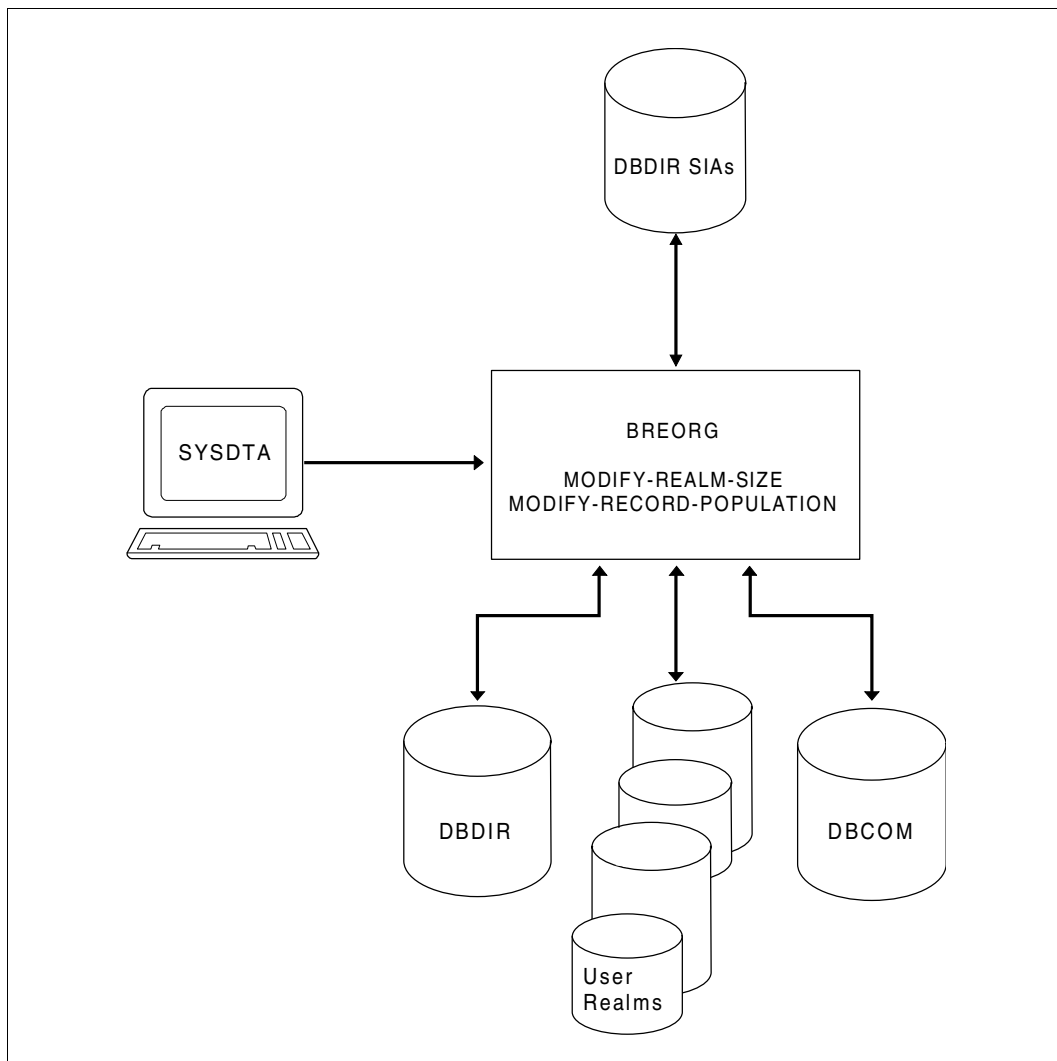 DBDIR SIAs
SYSDTA
BREORG
MODIFY-REALM-SIZE
MODIFY-RECORD-POPULATION
DBDIR
DBCOM
User
Realms